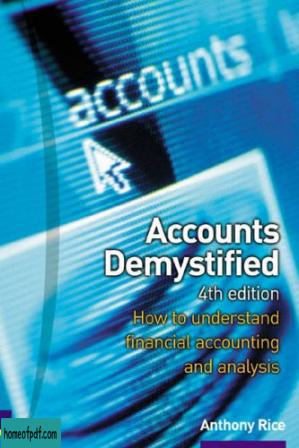 accounts
Accounts
Demystified
4th edition
How to understand
financial accounting
and analysis
Anthony Rice
homeofpdf.com